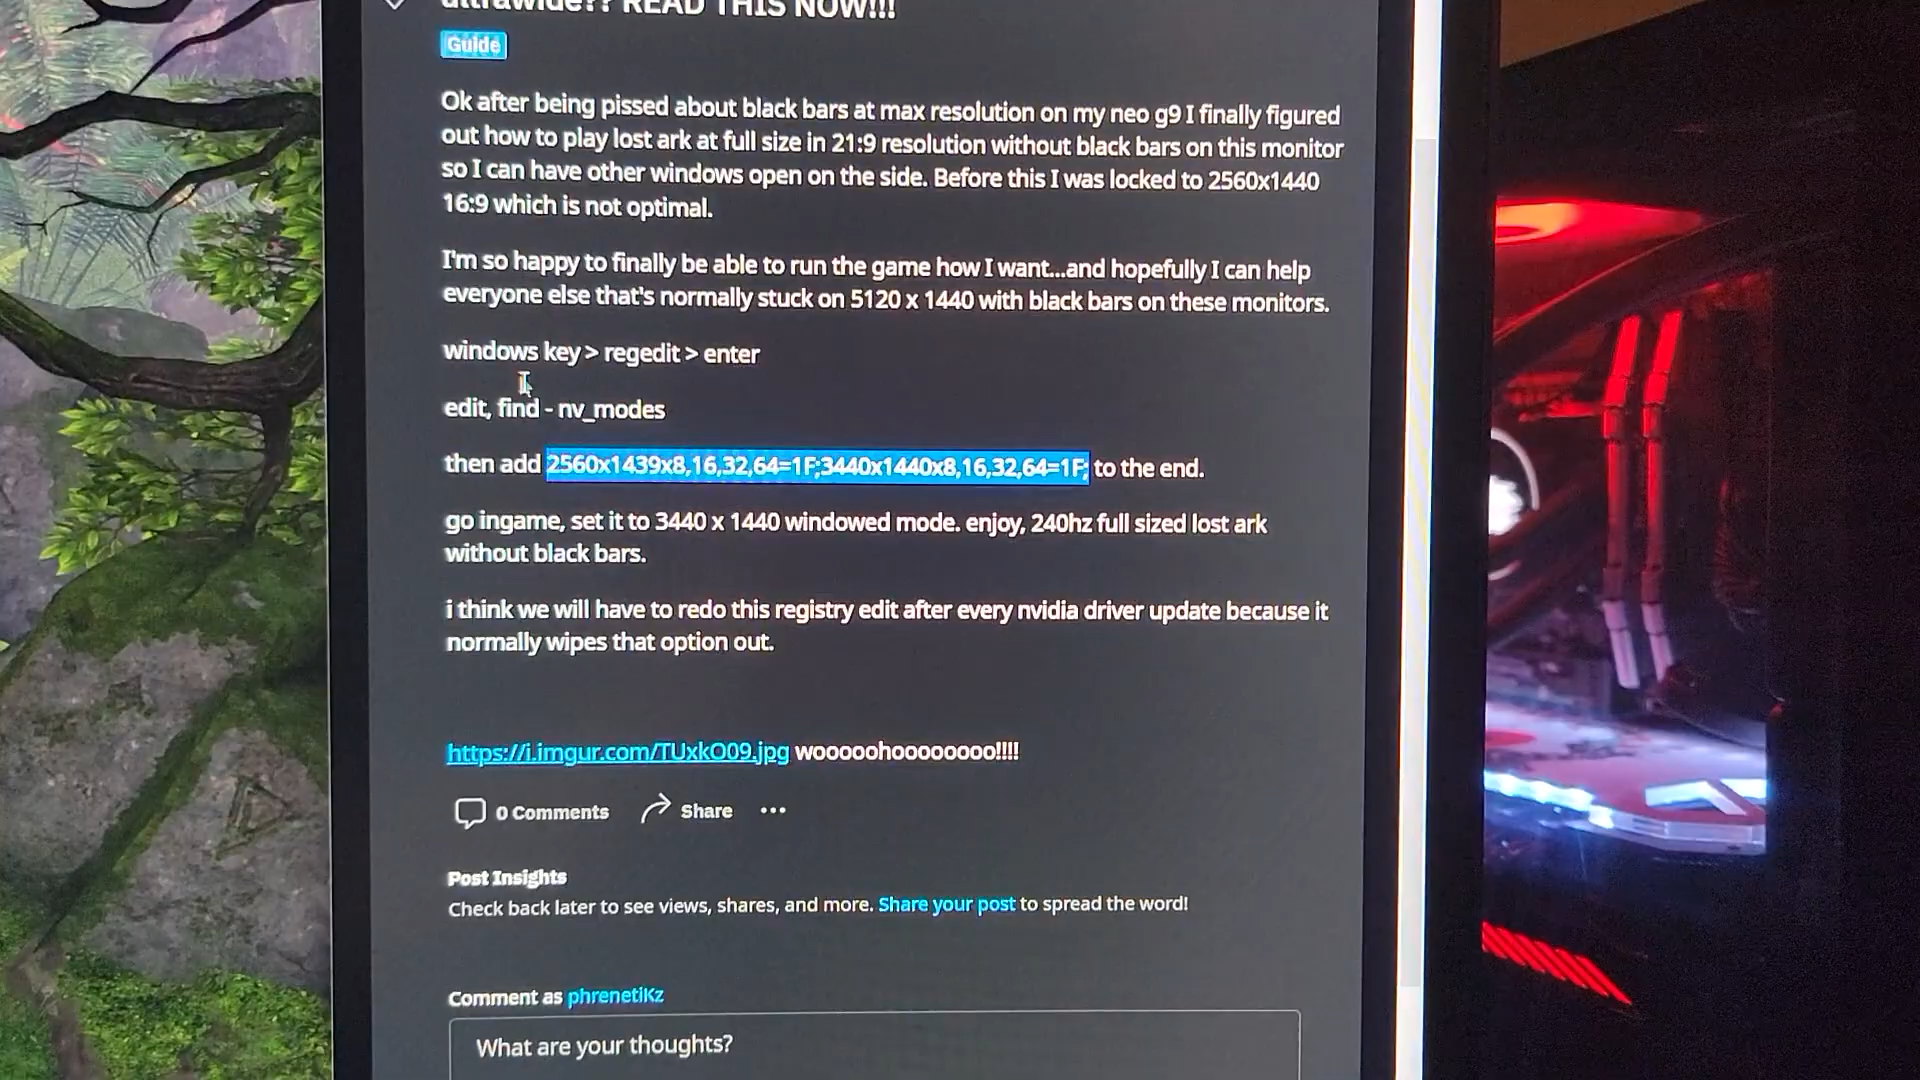 ultrawide?? READ THIS NOW!!!
Guide
Ok after being pissed about black bars at max resolution on my neo g9 I finally figured
out how to play lost ark at full size in 21:9 resolution without black bars on this monitor
so I can have other windows open on the side. Before this I was locked to 2560x1440
16:9 which is not optimal.
I'm so happy to finally be able to run the game how I want...and hopefully I can help
everyone else that's normally stuck on 5120 x 1440 with black bars on these monitors.
windows key > regedit > enter
edit, find - nv_modes
then add 2560x1439x8,16,32,64=1F;3440x1440x8,16,32,64=1F; to the end.
go ingame, set it to 3440 x 1440 windowed mode. enjoy, 240hz full sized lost ark
without black bars.
i think we will have to redo this registry edit after every nvidia driver update because it
normally wipes that option out.
https://i.imgur.com/TUxkO09.jpg wooooohoooooooo!!!!
0 Comments Share
Post Insights
Check back later to see views, shares, and more. Share your post to spread the word!
Comment as phrenetiKz
What are your thoughts?